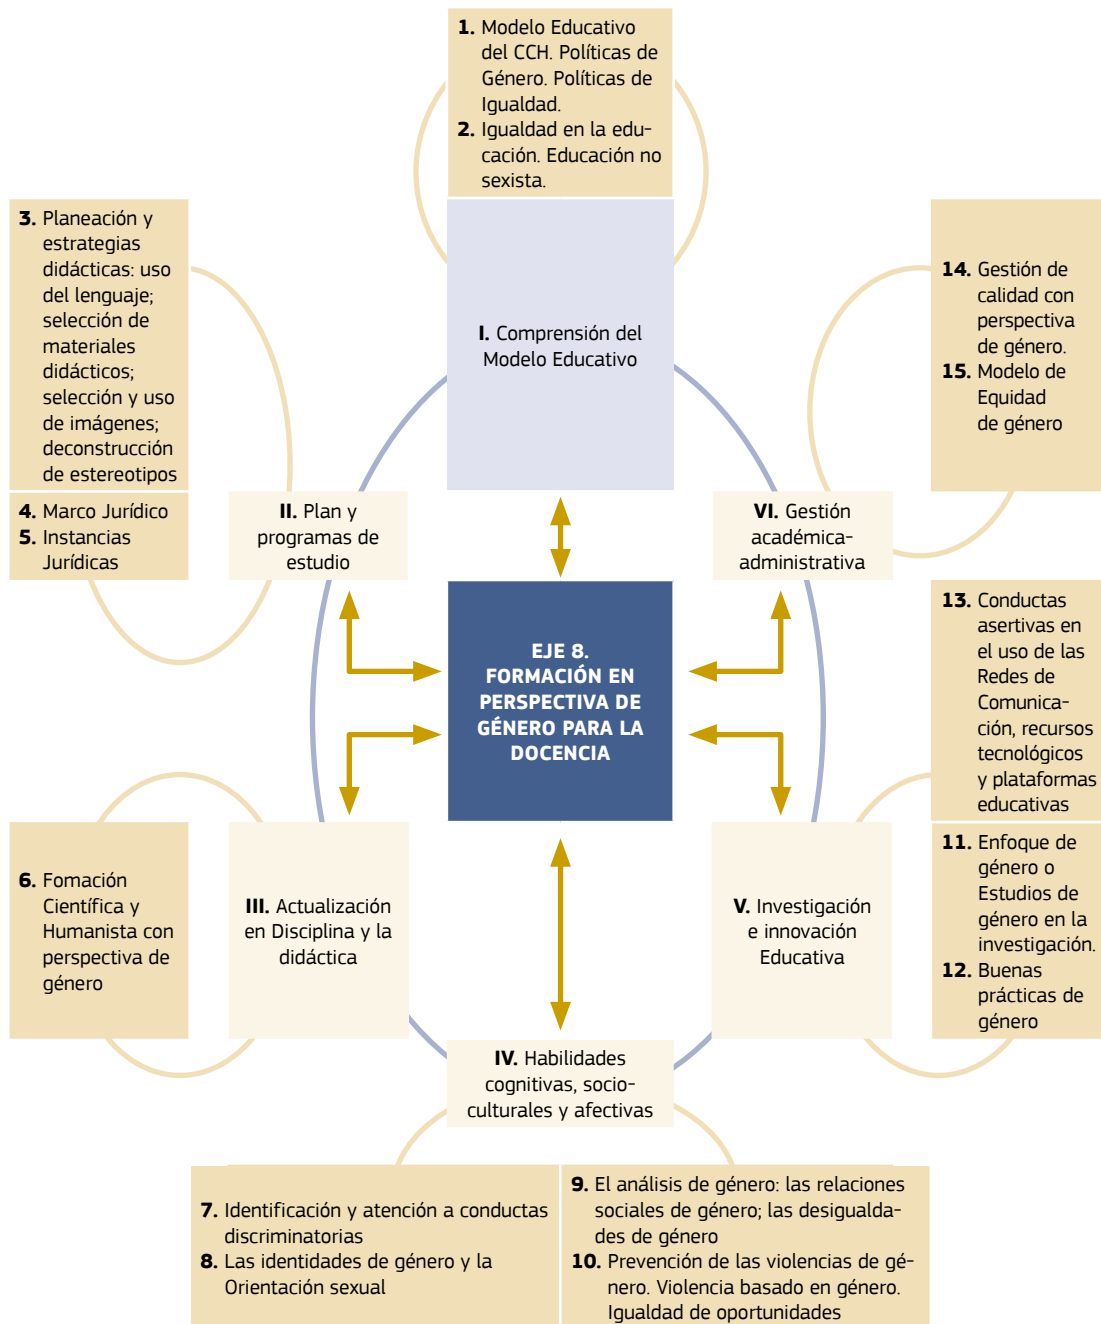 1. Modelo Educativo
del CCH. Políticas de
Género. Políticas de
Igualdad.
2. Igualdad en la edu-
cación. Educación no
sexista.
I. Comprensión del
Modelo Educativo
3. Planeación y
estrategias
didácticas: uso
del lenguaje;
selección de
materiales
didácticos;
selección y uso
de imágenes;
deconstrucción
de estereotipos
4. Marco Jurídico
5. Instancias
Jurídicas
II. Plan y
programas de
estudio
14. Gestión de
calidad con
perspectiva
de género.
15. Modelo de
Equidad
de género
VI. Gestión
académica-
administrativa
EJE 8.
FORMACIÓN EN
PERSPECTIVA DE
GÉNERO PARA LA
DOCENCIA
13. Conductas
asertivas en
el uso de las
Redes de
Comunica-
ción, recursos
tecnológicos
y plataformas
educativas
6. Fomación
Científica y
Humanista con
perspectiva de
género
III. Actualización
en Disciplina y la
didáctica
V. Investigación
e innovación
Educativa
11. Enfoque de
género o
Estudios de
género en la
investigación.
12. Buenas
prácticas de
género
IV. Habilidades
cognitivas, socio-
culturales y afectivas
7. Identificación y atención a conductas
discriminatorias
8. Las identidades de género y la
Orientación sexual
9. El análisis de género: las relaciones
sociales de género; las desigualda-
des de género
10. Prevención de las violencias de gé-
nero. Violencia basado en género.
Igualdad de oportunidades